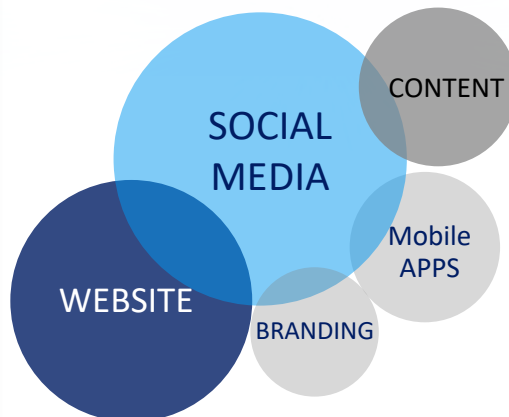 SOCIAL
MEDIA
CONTENT
Mobile
APPS
WEBSITE
BRANDING